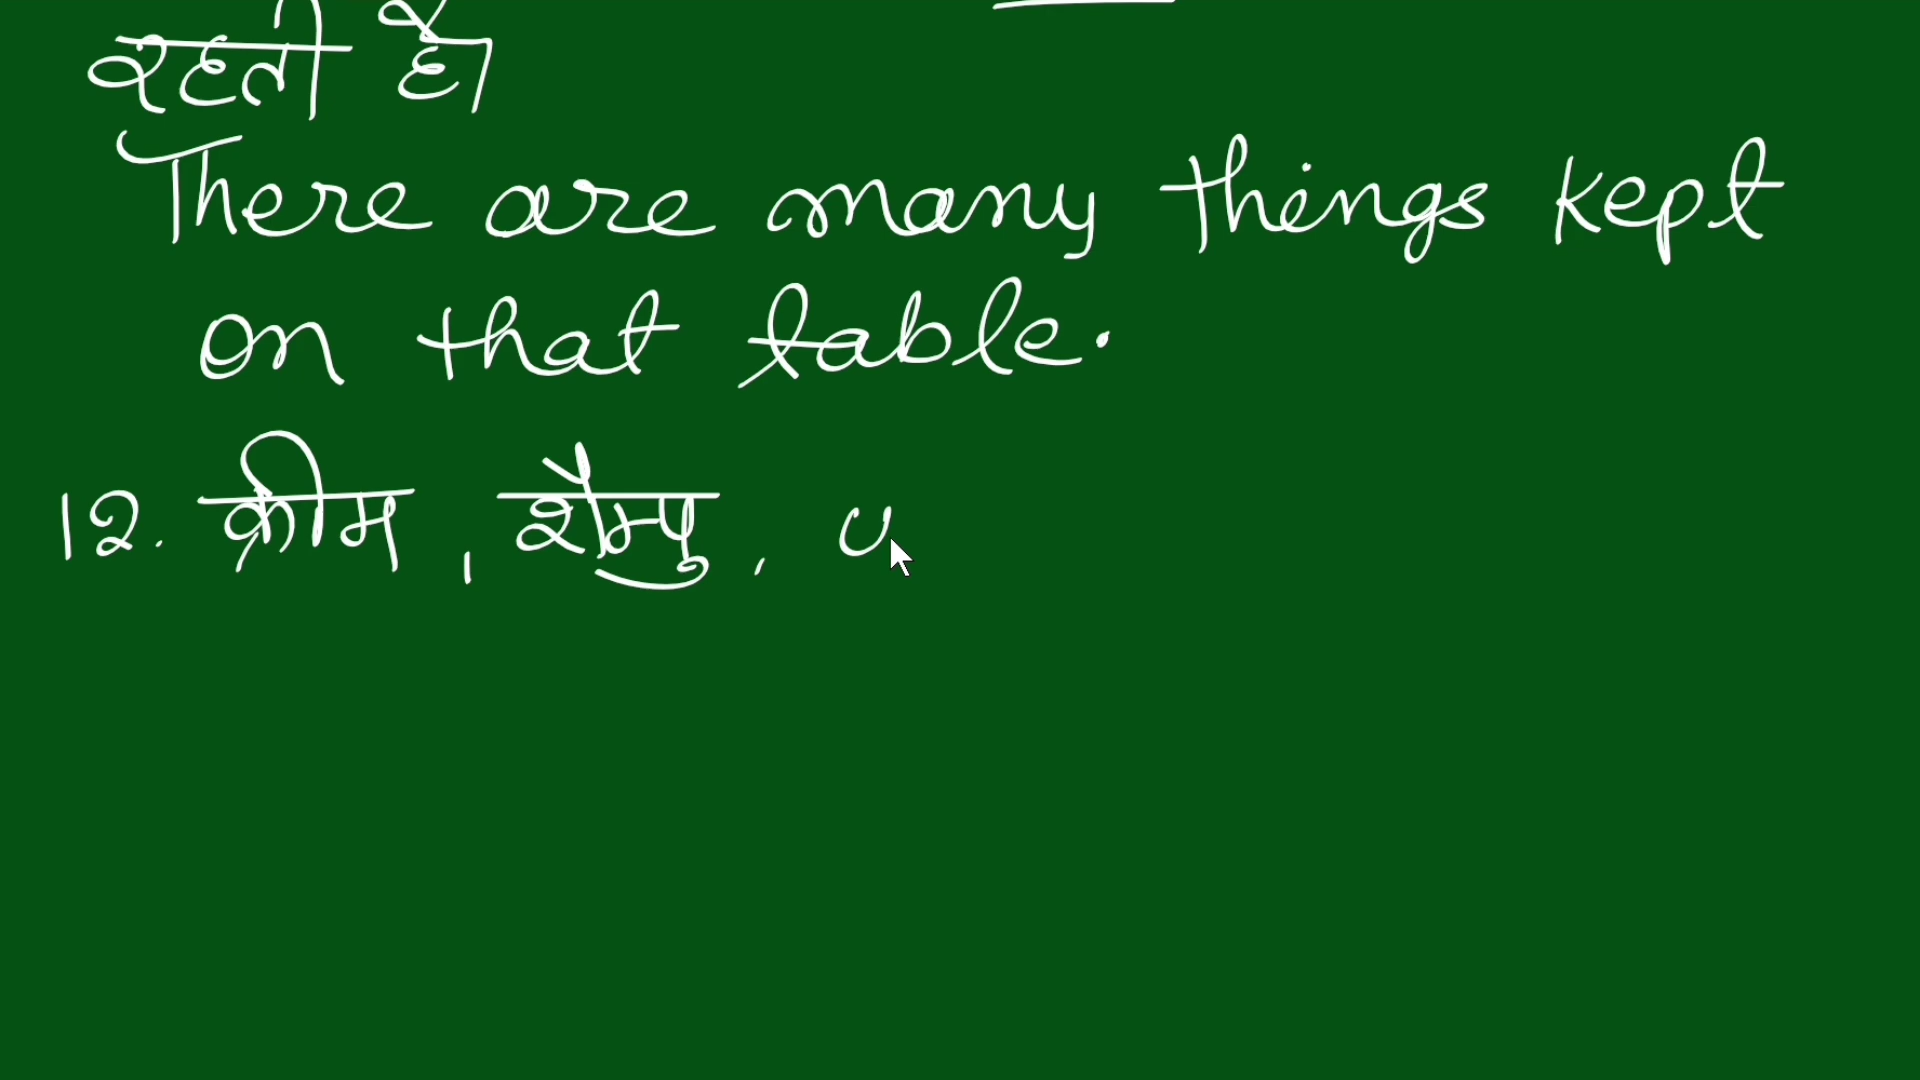 रहती है।
There are many things kept
on that table.
12. क्रीम, शैम्पु,